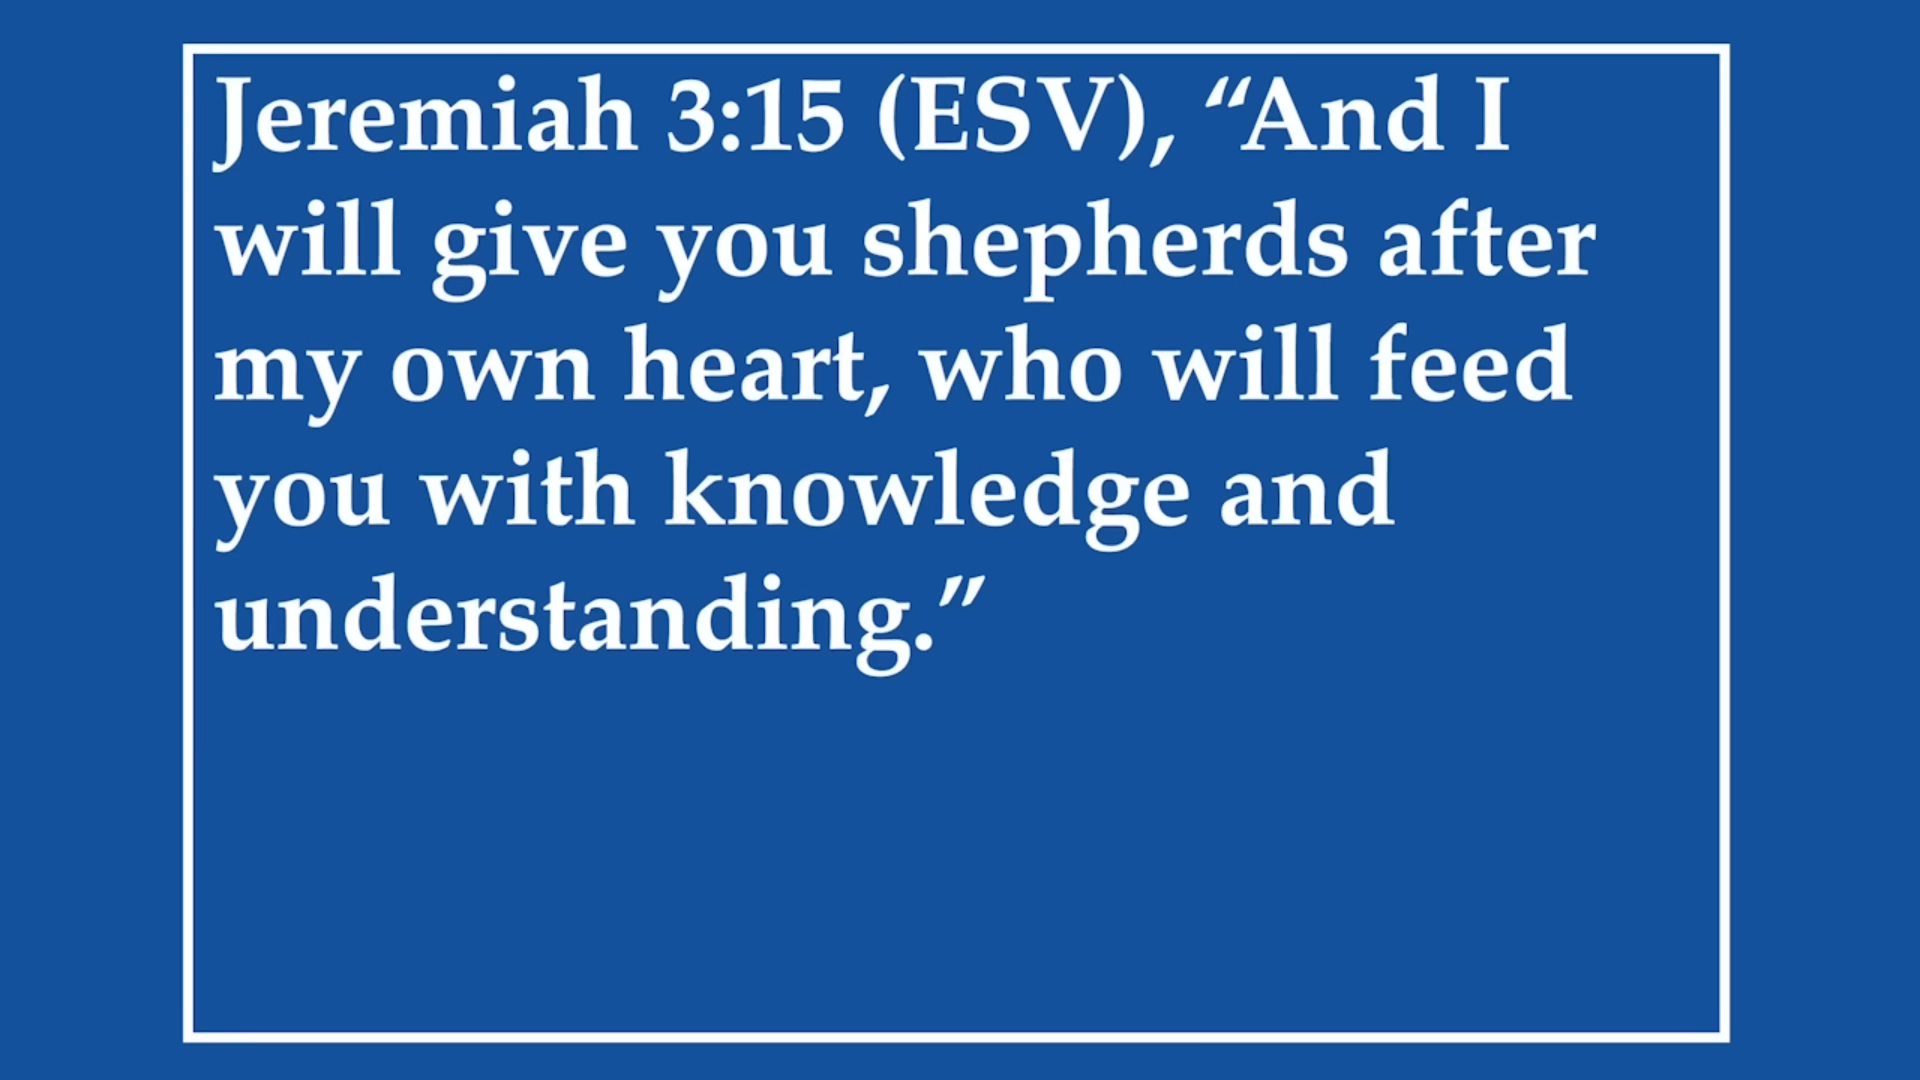 Jeremiah 3:15 (ESV), “And I
will give you shepherds after
my own heart, who will feed
you with knowledge and
understanding.”